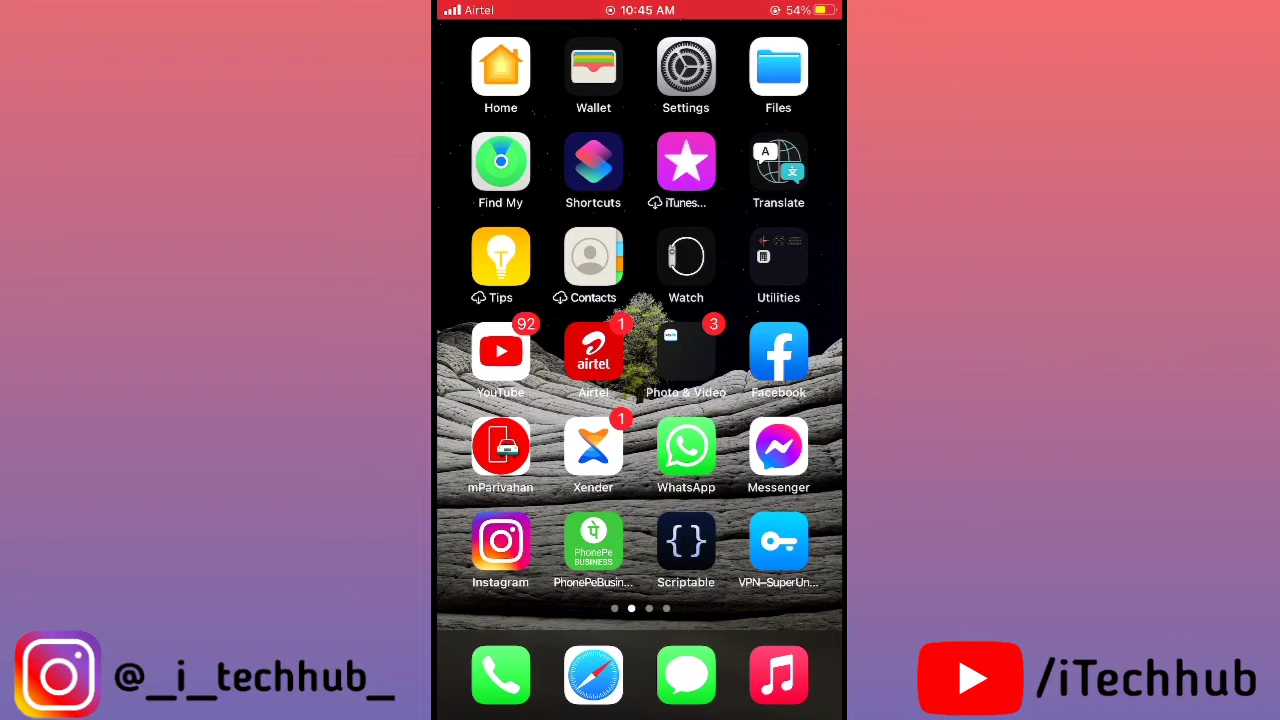 Airtel 10:45 AM 54%
Home Wallet Settings Files
A 文
Find My Shortcuts iTunes... Translate
Tips Contacts Watch Utilities
92 1 3
airtel
YouTube Airtel Photo & Video Facebook
1
mParivahan Xender WhatsApp Messenger
पे
PhonePe
BUSINESS
{ }
Instagram PhonePeBusin... Scriptable VPN–SuperUn...
@__i_techhub_
/iTechhub